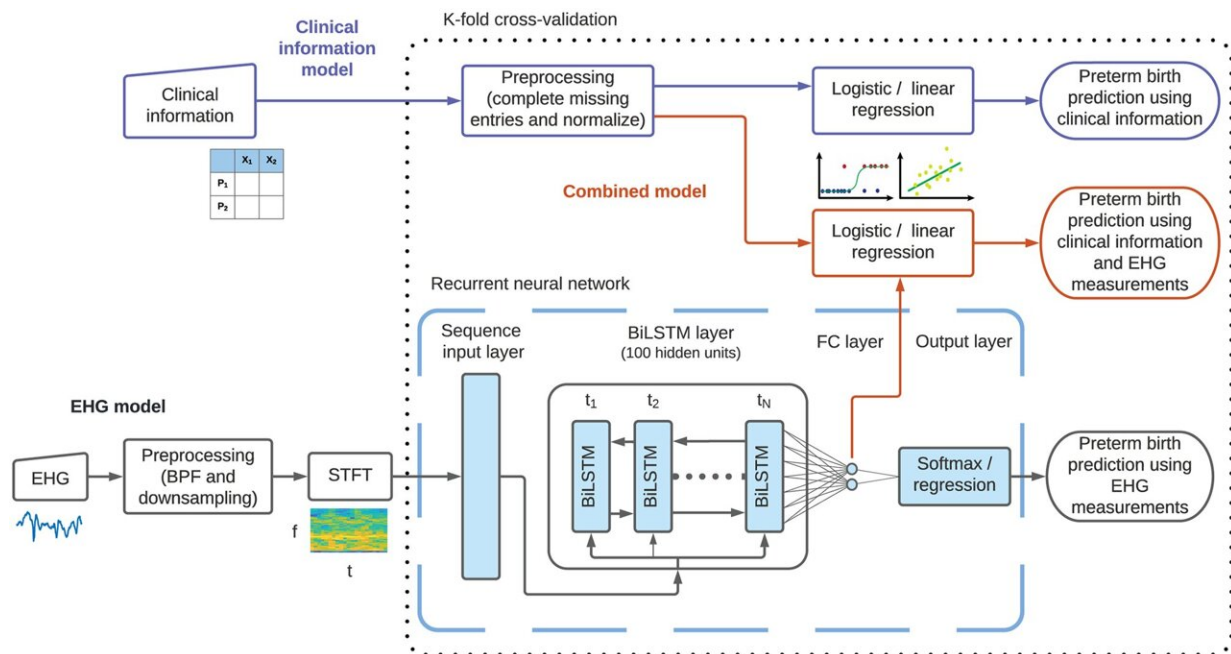 K-fold cross-validation
Clinical
information
model
Clinical
information
X₁ X₂
P₁
P₂
Preprocessing
(complete missing
entries and normalize)
Logistic / linear
regression
Preterm birth
prediction using
clinical information
Combined model
Logistic / linear
regression
Preterm birth
prediction using
clinical information
and EHG
measurements
Recurrent neural network
Sequence
input layer
BiLSTM layer
(100 hidden units)
FC layer
Output layer
EHG model
EHG
Preprocessing
(BPF and
downsampling)
STFT
f
t
t₁ t₂ t_N
BiLSTM
BiLSTM
BiLSTM
Softmax /
regression
Preterm birth
prediction using
EHG
measurements